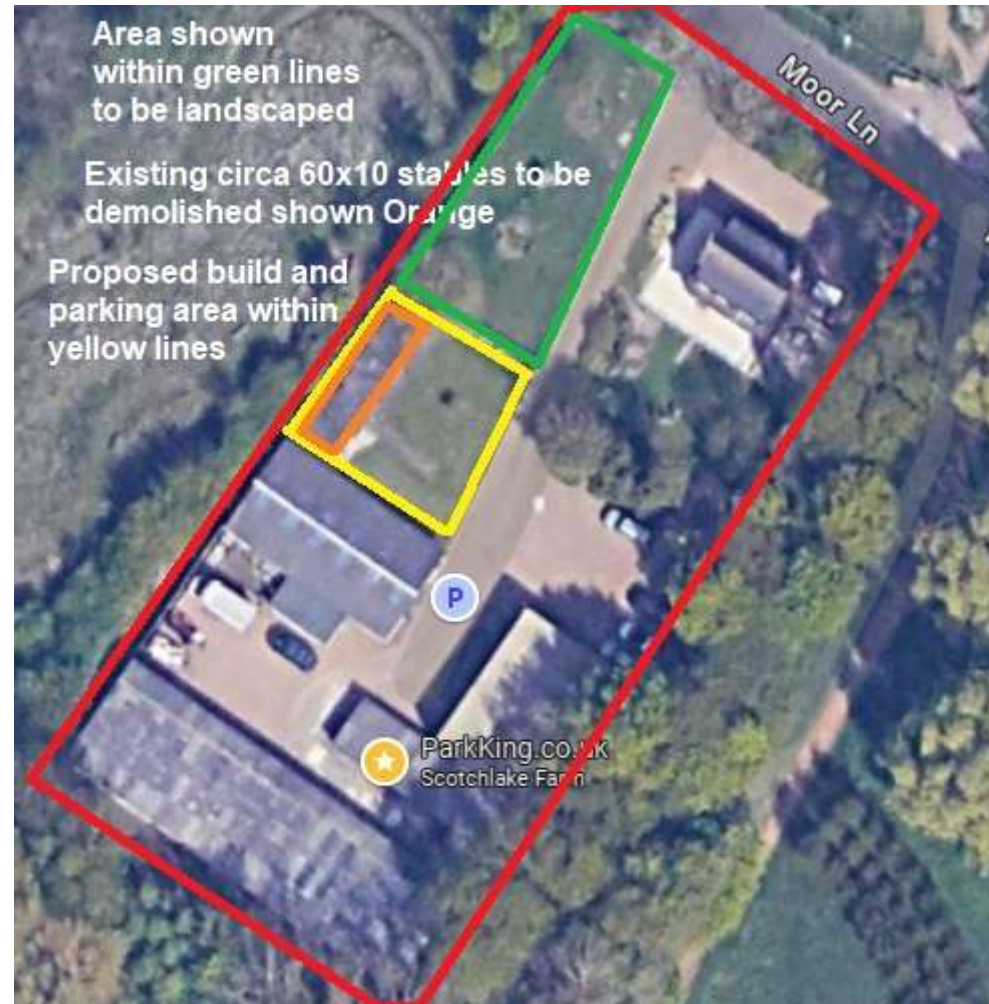 Area shown
within green lines
to be landscaped
Existing circa 60x10 stables to be
demolished shown Orange
Proposed build and
parking area within
yellow lines
Moor Ln
P
ParkKing.co.uk
Scotchlake Farm